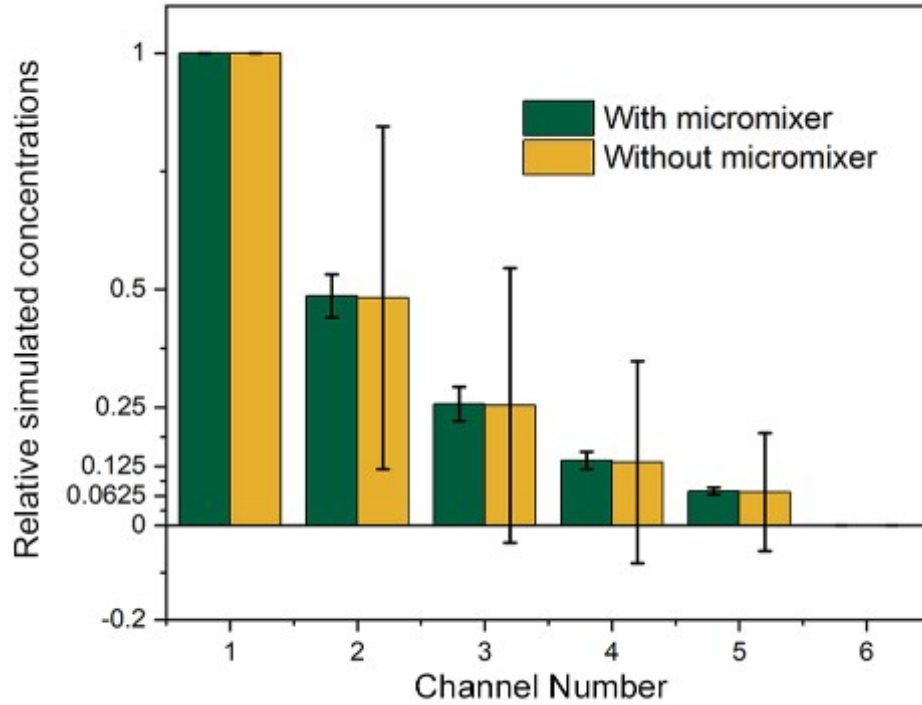 Relative simulated concentrations
1
0.5
0.25
0.125
0.0625
0
-0.2
With micromixer
Without micromixer
1 2 3 4 5 6
Channel Number